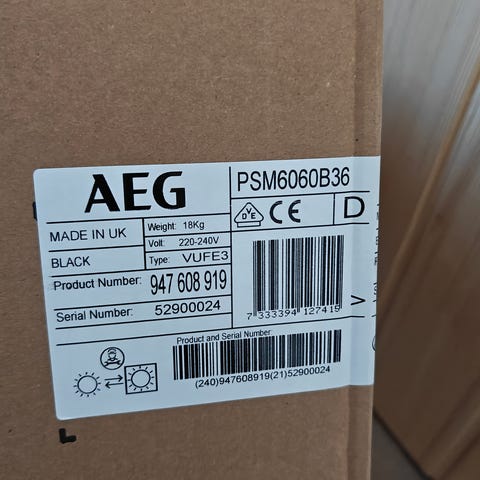 AEG
PSM6060B36
MADE IN UK
Weight: 18Kg
Volt: 220-240V
BLACK
Type: VUFE3
DVE
CE
D
Product Number: 947 608 919
Serial Number: 52900024
7 333394 127415
Product and Serial Number:
(240)947608919(21)52900024